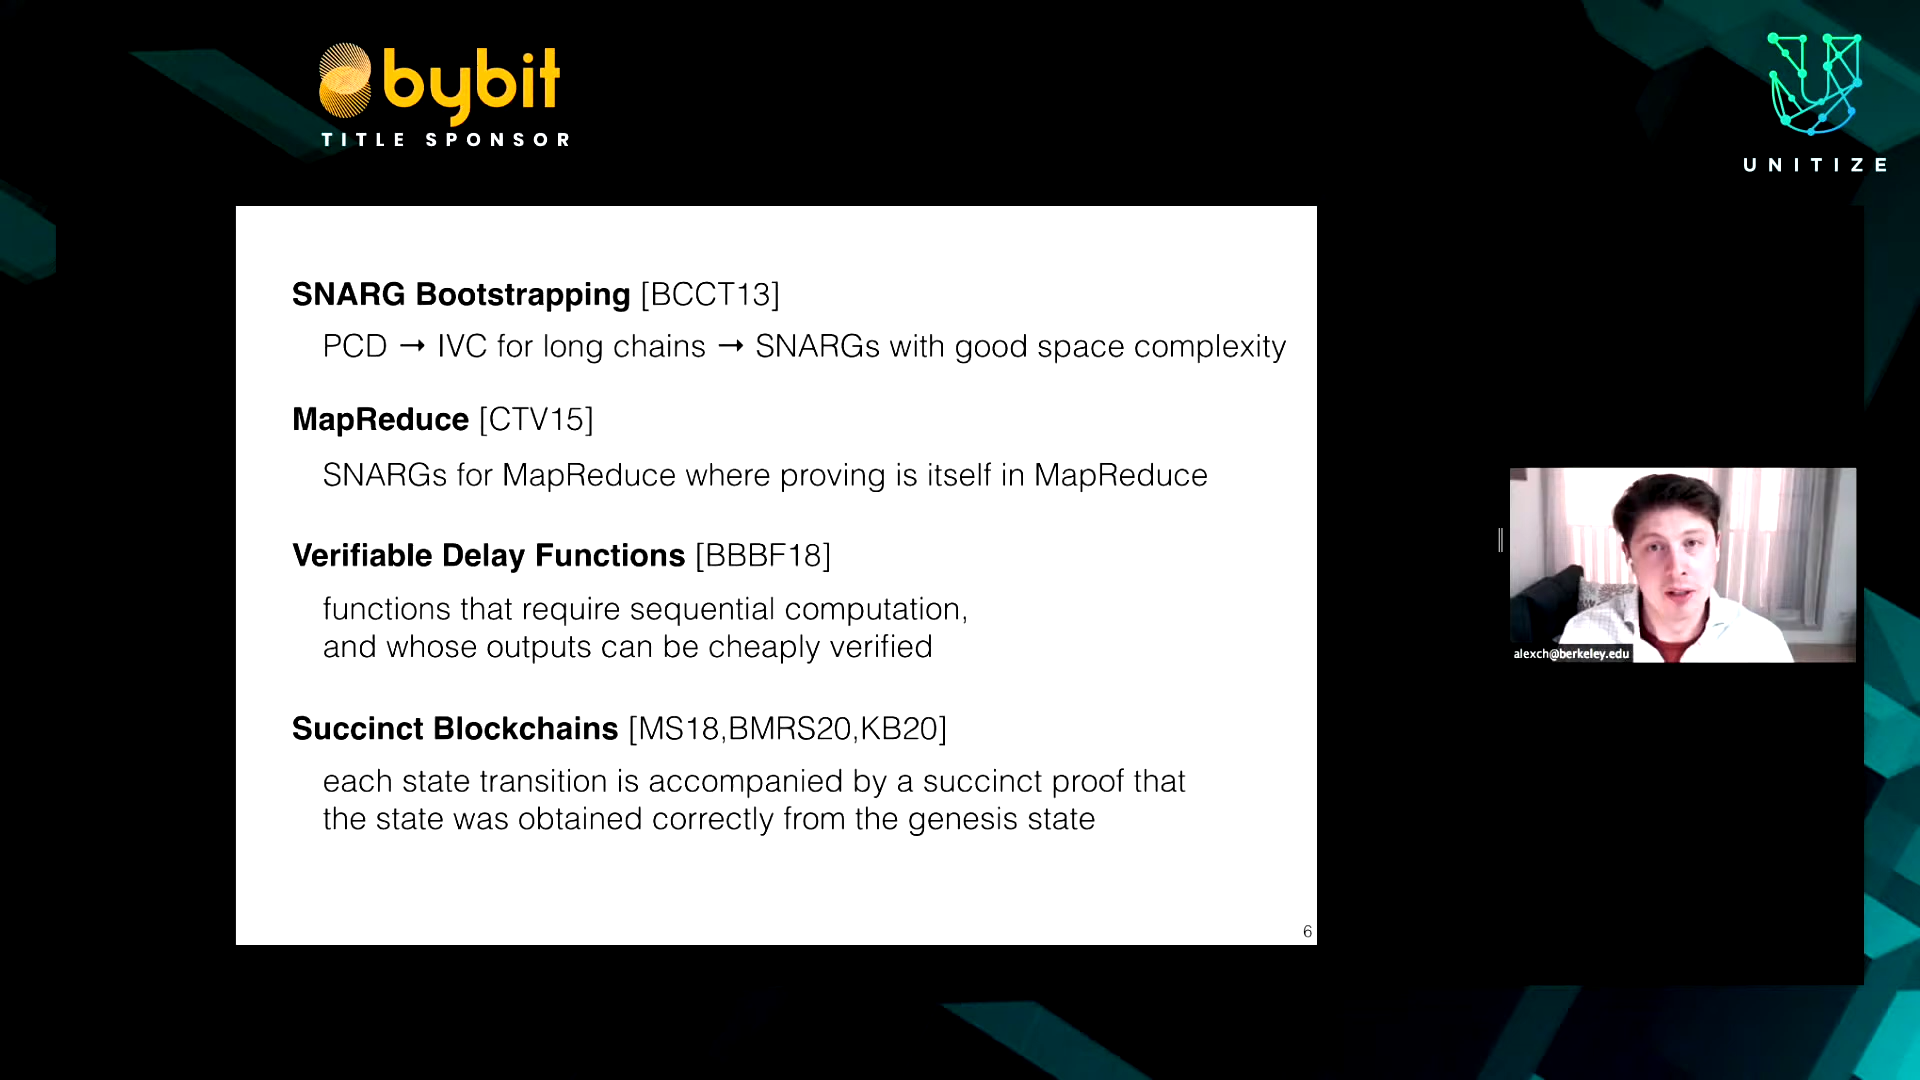 bybit
TITLE SPONSOR
UNITIZE
SNARG Bootstrapping [BCCT13]
PCD → IVC for long chains → SNARGs with good space complexity
MapReduce [CTV15]
SNARGs for MapReduce where proving is itself in MapReduce
Verifiable Delay Functions [BBBF18]
functions that require sequential computation,
and whose outputs can be cheaply verified
Succinct Blockchains [MS18,BMRS20,KB20]
each state transition is accompanied by a succinct proof that
the state was obtained correctly from the genesis state
6
alexch@berkeley.edu